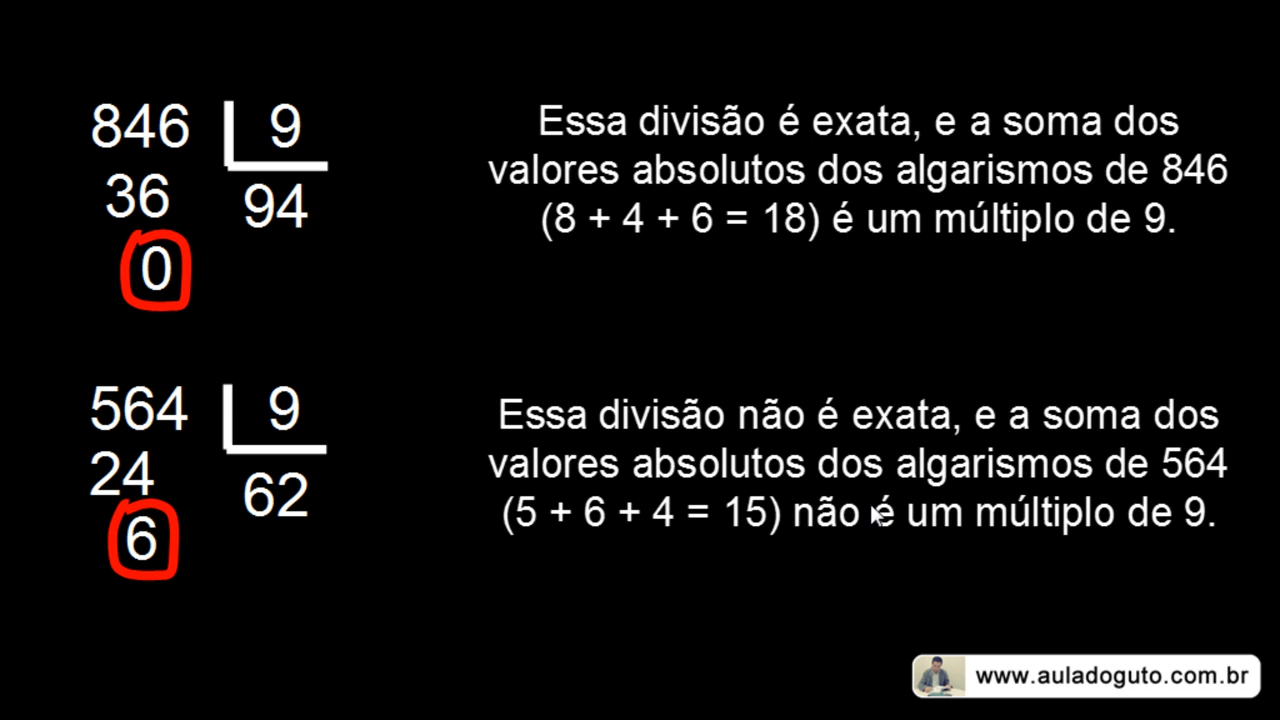 846 9
36 94
0
Essa divisão é exata, e a soma dos
valores absolutos dos algarismos de 846
(8 + 4 + 6 = 18) é um múltiplo de 9.
564 9
24 62
6
Essa divisão não é exata, e a soma dos
valores absolutos dos algarismos de 564
(5 + 6 + 4 = 15) não é um múltiplo de 9.
www.auladoguto.com.br